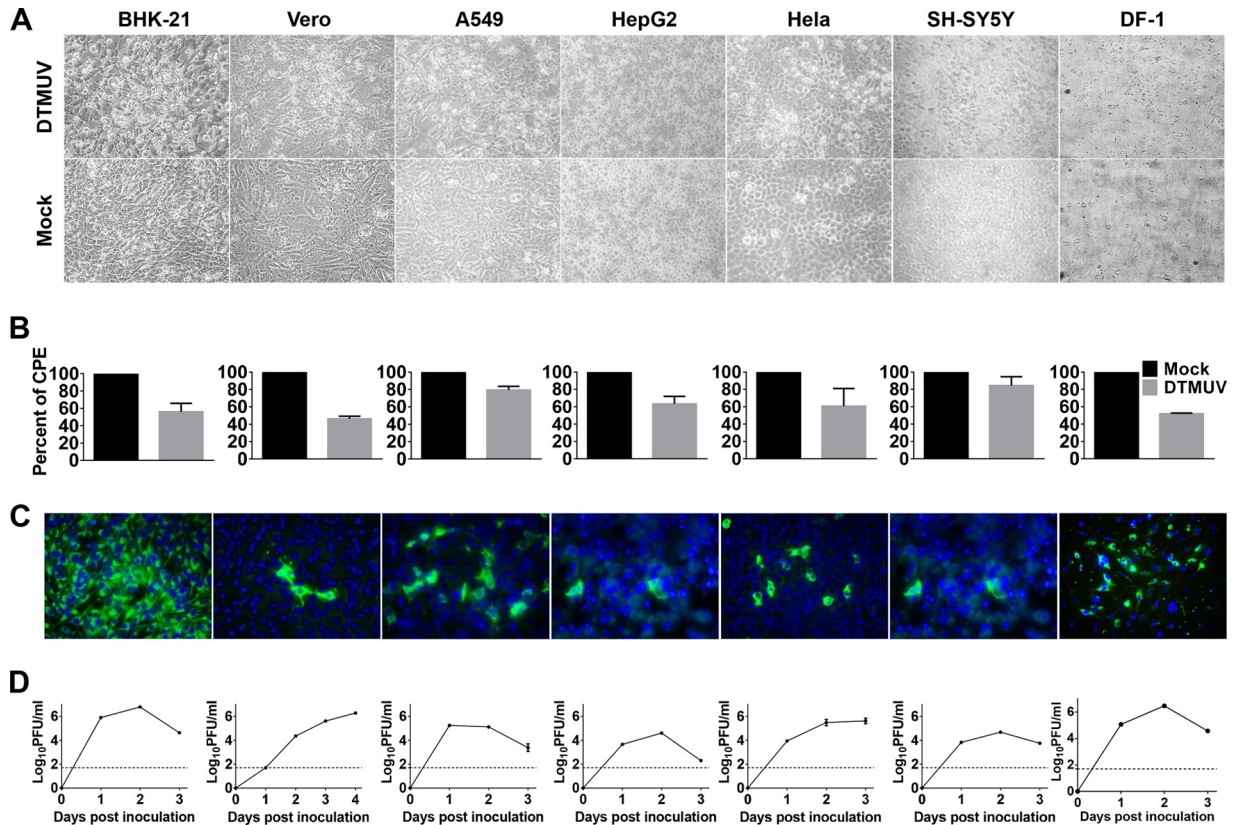 A
BHK-21 Vero A549 HepG2 Hela SH-SY5Y DF-1
DTMUV
Mock
B
Percent of CPE
100 100 100 100 100 100 100
80 80 80 80 80 80 80
60 60 60 60 60 60 60
40 40 40 40 40 40 40
20 20 20 20 20 20 20
0 0 0 0 0 0 0
Mock
DTMUV
C
D
Log10PFU/ml Log10PFU/ml Log10PFU/ml Log10PFU/ml Log10PFU/ml Log10PFU/ml Log10PFU/ml
6 6 6 6 6 6 6
4 4 4 4 4 4 4
2 2 2 2 2 2 2
0 0 0 0 0 0 0
0 1 2 3 0 1 2 3 4 0 1 2 3 0 1 2 3 0 1 2 3 0 1 2 3 0 1 2 3
Days post inoculation Days post inoculation Days post inoculation Days post inoculation Days post inoculation Days post inoculation Days post inoculation